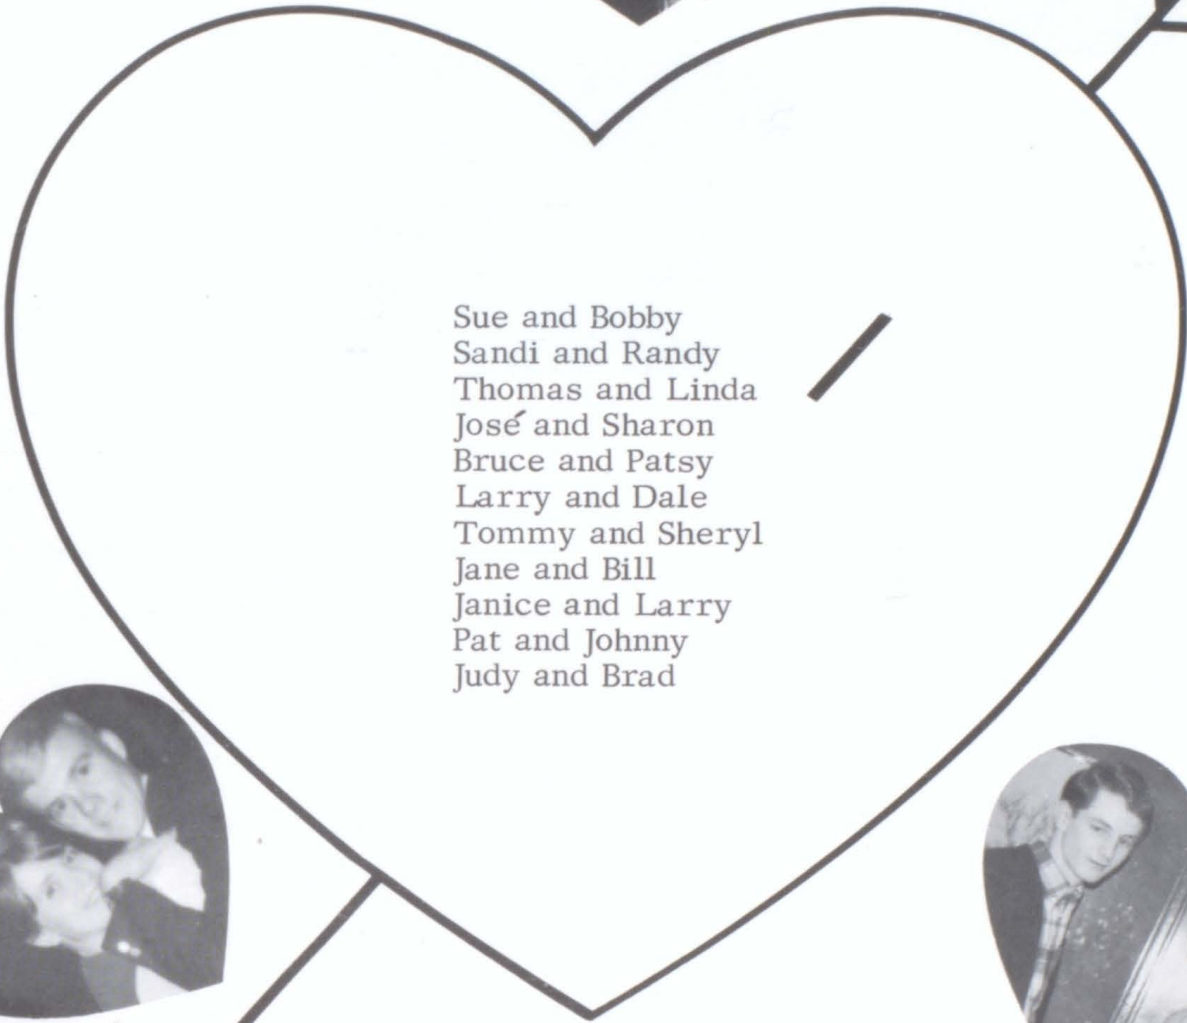 Sue and Bobby
Sandi and Randy
Thomas and Linda
José and Sharon
Bruce and Patsy
Larry and Dale
Tommy and Sheryl
Jane and Bill
Janice and Larry
Pat and Johnny
Judy and Brad